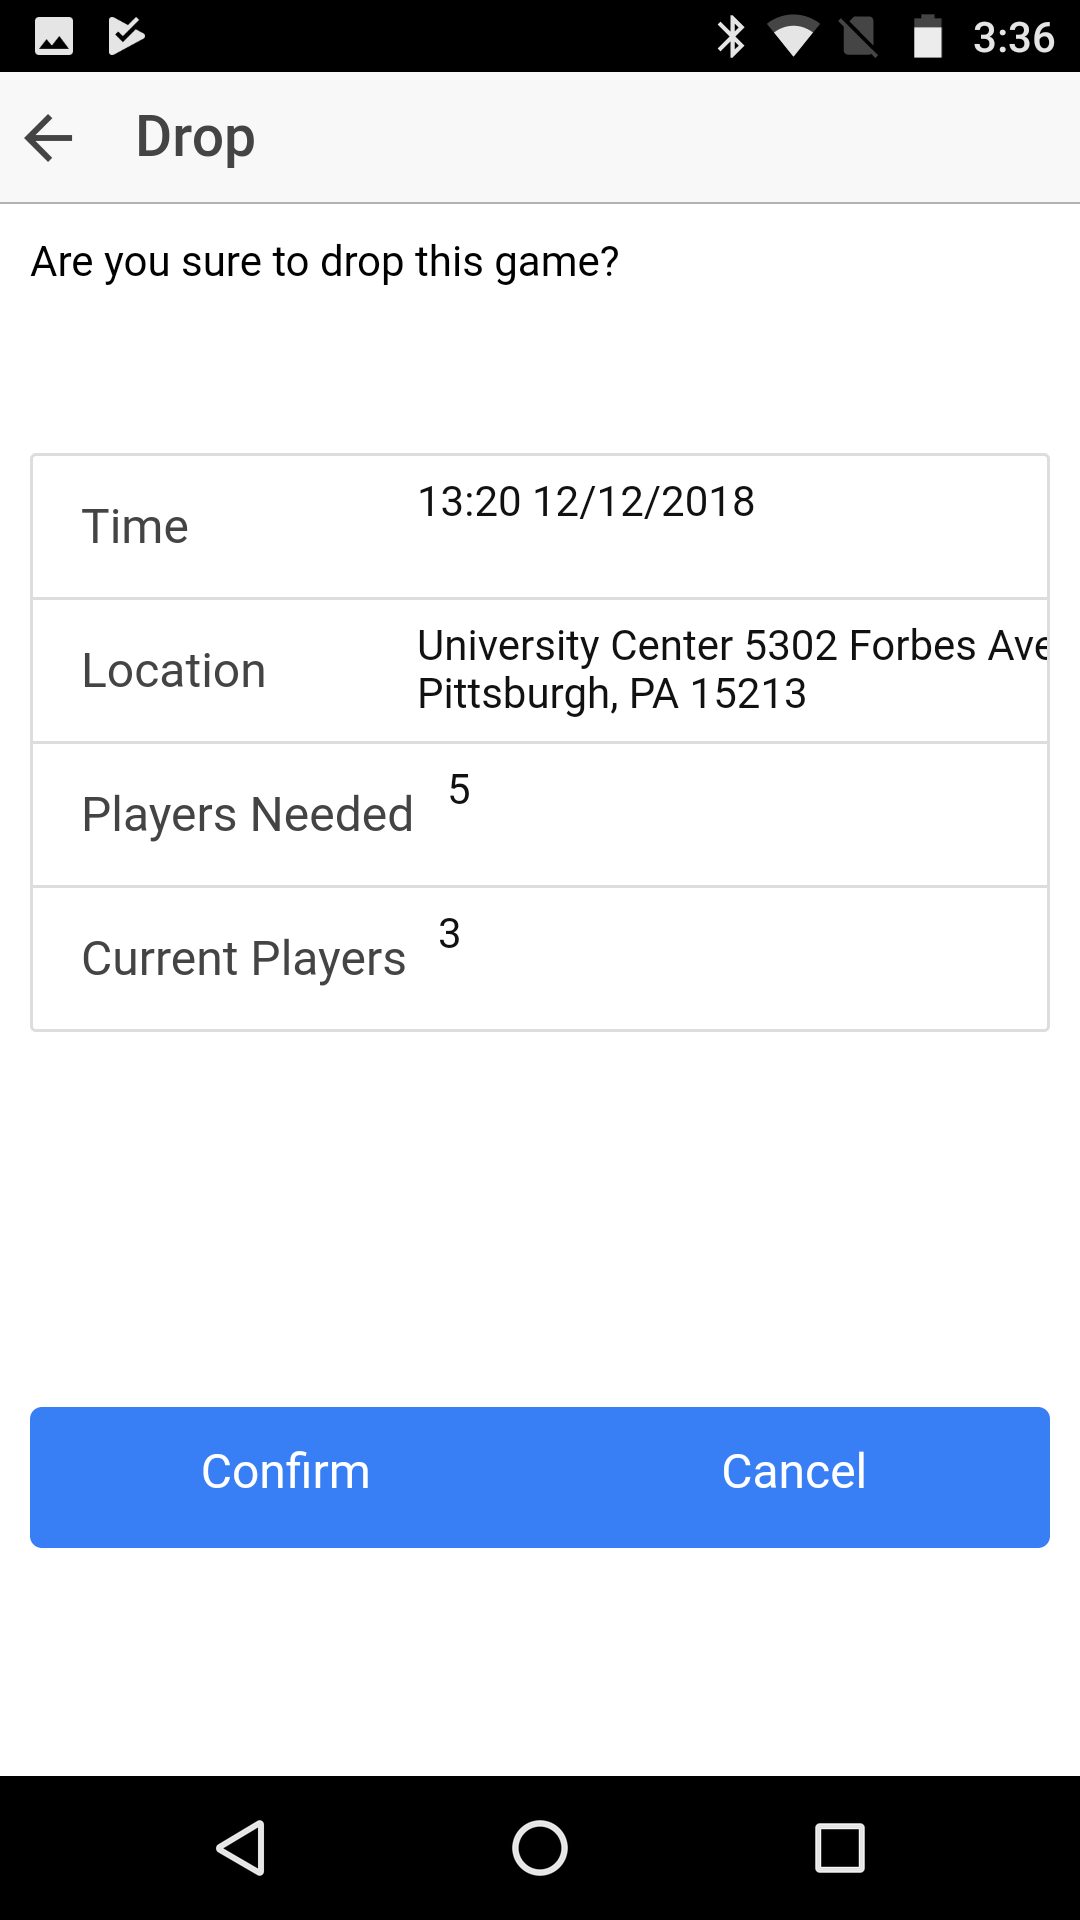 3:36
Drop
Are you sure to drop this game?
Time
13:20 12/12/2018
Location
University Center 5302 Forbes Ave
Pittsburgh, PA 15213
Players Needed
5
Current Players
3
Confirm
Cancel